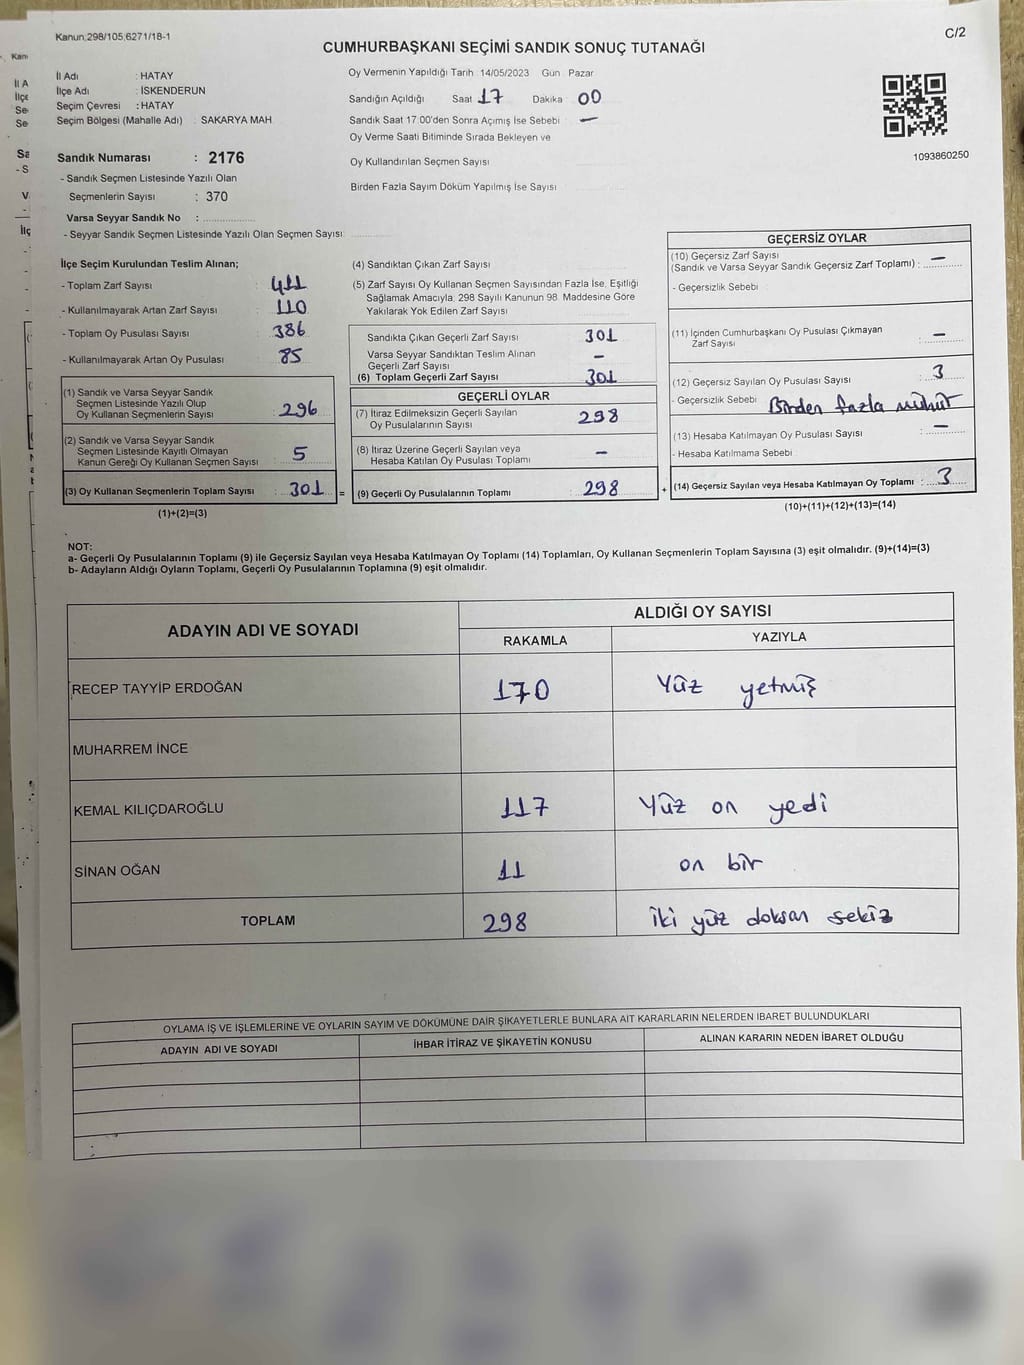 Kanun:298/105,6271/18-1
C/2
CUMHURBAŞKANI SEÇİMİ SANDIK SONUÇ TUTANAĞI
İl Adı : HATAY
İlçe Adı : İSKENDERUN
Seçim Çevresi : HATAY
Seçim Bölgesi (Mahalle Adı) : SAKARYA MAH.
Sandık Numarası : 2176
- Sandık Seçmen Listesinde Yazılı Olan
Seçmenlerin Sayısı : 370
Varsa Seyyar Sandık No :
- Seyyar Sandık Seçmen Listesinde Yazılı Olan Seçmen Sayısı:
Oy Vermenin Yapıldığı Tarih : 14/05/2023 Gün : Pazar
Sandığın Açıldığı Saat 17 Dakika 00
Sandık Saat 17:00'den Sonra Açımış İse Sebebi : —
Oy Verme Saati Bitiminde Sırada Bekleyen ve
Oy Kullandırılan Seçmen Sayısı
Birden Fazla Sayım Döküm Yapılmış İse Sayısı
1093860250
İlçe Seçim Kurulundan Teslim Alınan;
- Toplam Zarf Sayısı : 411
- Kullanılmayarak Artan Zarf Sayısı : 110
- Toplam Oy Pusulası Sayısı : 386
- Kullanılmayarak Artan Oy Pusulası : 85
(1) Sandık ve Varsa Seyyar Sandık
Seçmen Listesinde Yazılı Olup
Oy Kullanan Seçmenlerin Sayısı : 296
(2) Sandık ve Varsa Seyyar Sandık
Seçmen Listesinde Kayıtlı Olmayan
Kanun Gereği Oy Kullanan Seçmen Sayısı : 5
(3) Oy Kullanan Seçmenlerin Toplam Sayısı : 301 =
(1)+(2)=(3)
(4) Sandıktan Çıkan Zarf Sayısı
(5) Zarf Sayısı Oy Kullanan Seçmen Sayısından Fazla İse, Eşitliği
Sağlamak Amacıyla, 298 Sayılı Kanunun 98. Maddesine Göre
Yakılarak Yok Edilen Zarf Sayısı
Sandıkta Çıkan Geçerli Zarf Sayısı : 301
Varsa Seyyar Sandıktan Teslim Alınan
Geçerli Zarf Sayısı —
(6) Toplam Geçerli Zarf Sayısı 301
GEÇERLİ OYLAR
(7) İtiraz Edilmeksizin Geçerli Sayılan
Oy Pusulalarının Sayısı : 298
(8) İtiraz Üzerine Geçerli Sayılan veya
Hesaba Katılan Oy Pusulası Toplamı : —
(9) Geçerli Oy Pusulalarının Toplamı : 298 +
GEÇERSİZ OYLAR
(10) Geçersiz Zarf Sayısı
(Sandık ve Varsa Seyyar Sandık Geçersiz Zarf Toplamı) : —
- Geçersizlik Sebebi
(11) İçinden Cumhurbaşkanı Oy Pusulası Çıkmayan
Zarf Sayısı : —
(12) Geçersiz Sayılan Oy Pusulası Sayısı : 3
- Geçersizlik Sebebi : Birden fazla mühür
(13) Hesaba Katılmayan Oy Pusulası Sayısı : —
- Hesaba Katılmama Sebebi
(14) Geçersiz Sayılan veya Hesaba Katılmayan Oy Toplamı : 3
(10)+(11)+(12)+(13)=(14)
NOT:
a- Geçerli Oy Pusulalarının Toplamı (9) ile Geçersiz Sayılan veya Hesaba Katılmayan Oy Toplamı (14) Toplamları, Oy Kullanan Seçmenlerin Toplam Sayısına (3) eşit olmalıdır. (9)+(14)=(3)
b- Adayların Aldığı Oyların Toplamı, Geçerli Oy Pusulalarının Toplamına (9) eşit olmalıdır.
ADAYIN ADI VE SOYADI
ALDIĞI OY SAYISI
RAKAMLA YAZIYLA
RECEP TAYYİP ERDOĞAN 170 Yüz yetmiş
MUHARREM İNCE
KEMAL KILIÇDAROĞLU 117 Yüz on yedi
SİNAN OĞAN 11 on bir
TOPLAM 298 iki yüz doksan sekiz
OYLAMA İŞ VE İŞLEMLERİNE VE OYLARIN SAYIM VE DÖKÜMÜNE DAİR ŞİKAYETLERLE BUNLARA AİT KARARLARIN NELERDEN İBARET BULUNDUKLARI
ADAYIN ADI VE SOYADI İHBAR İTİRAZ VE ŞİKAYETİN KONUSU ALINAN KARARIN NEDEN İBARET OLDUĞU